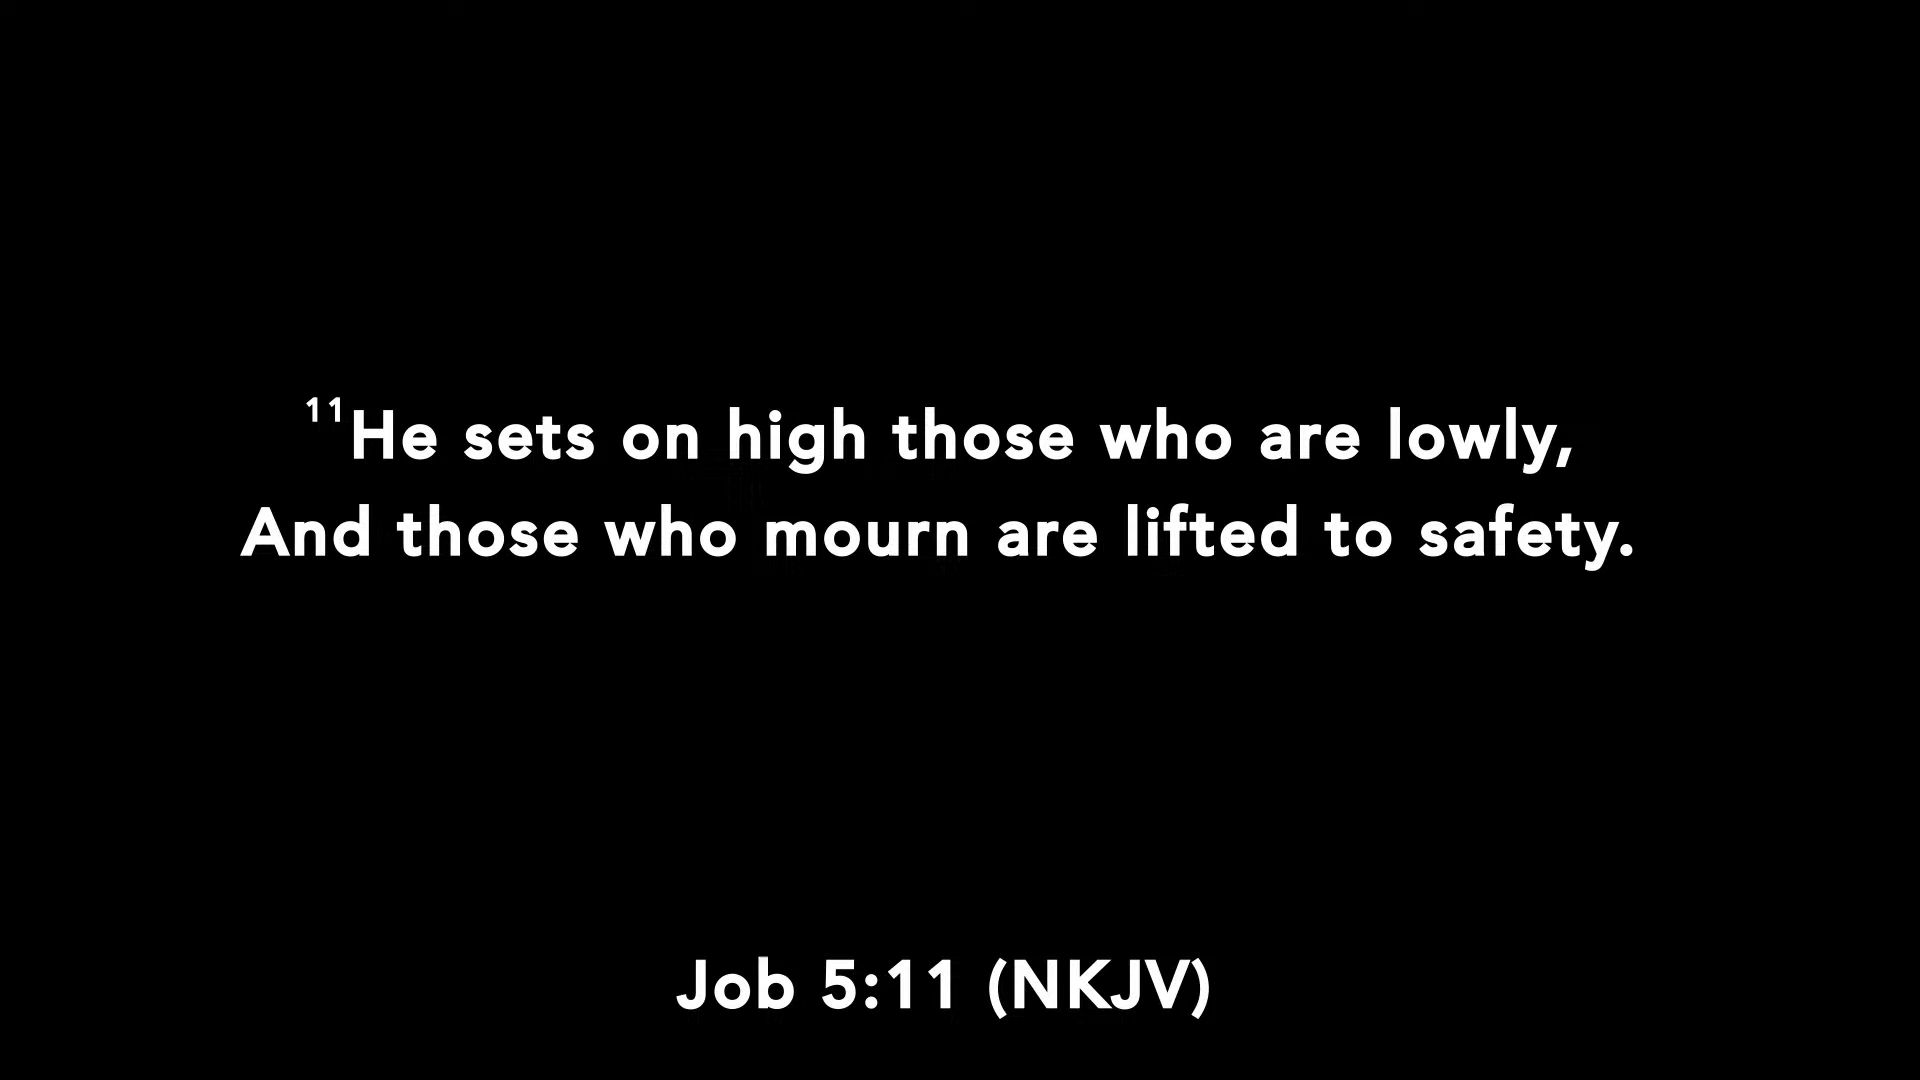 ¹¹He sets on high those who are lowly,
And those who mourn are lifted to safety.
Job 5:11 (NKJV)